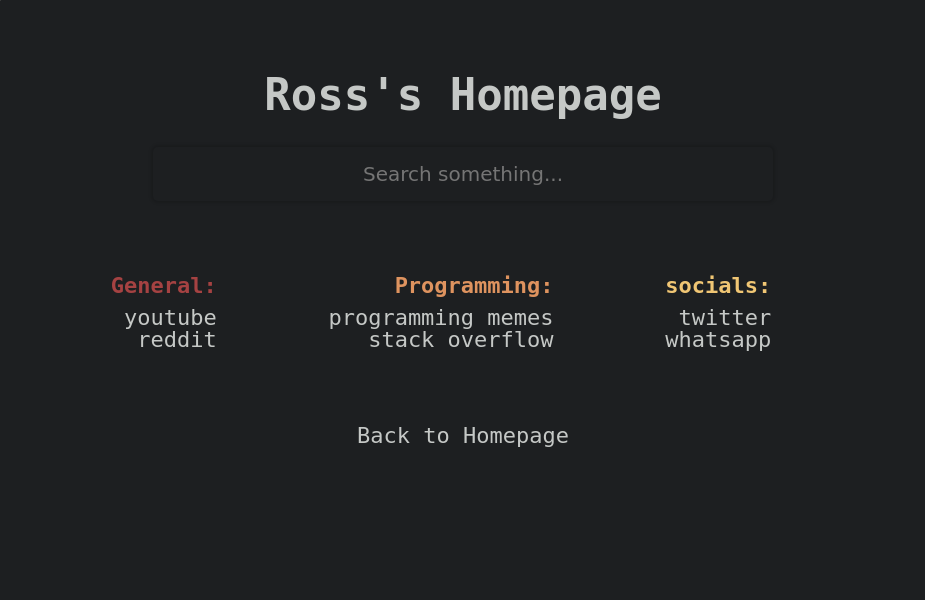 Ross's Homepage
Search something...
General:
youtube
reddit
Programming:
programming memes
stack overflow
socials:
twitter
whatsapp
Back to Homepage